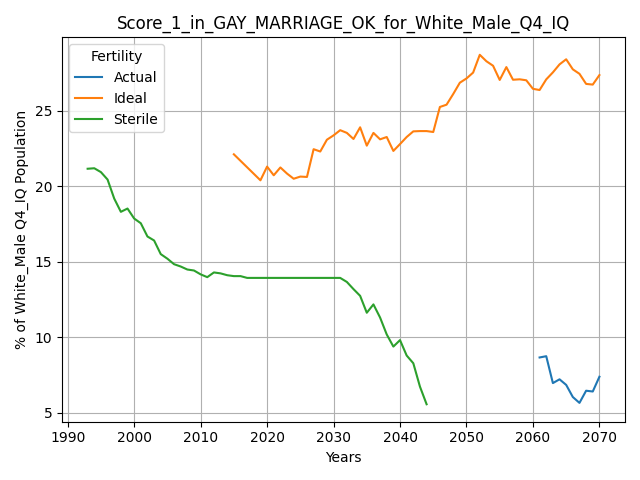 Score_1_in_GAY_MARRIAGE_OK_for_White_Male_Q4_IQ
Fertility
Actual
Ideal
Sterile
% of White_Male Q4_IQ Population
25
20
15
10
5
1990 2000 2010 2020 2030 2040 2050 2060 2070
Years